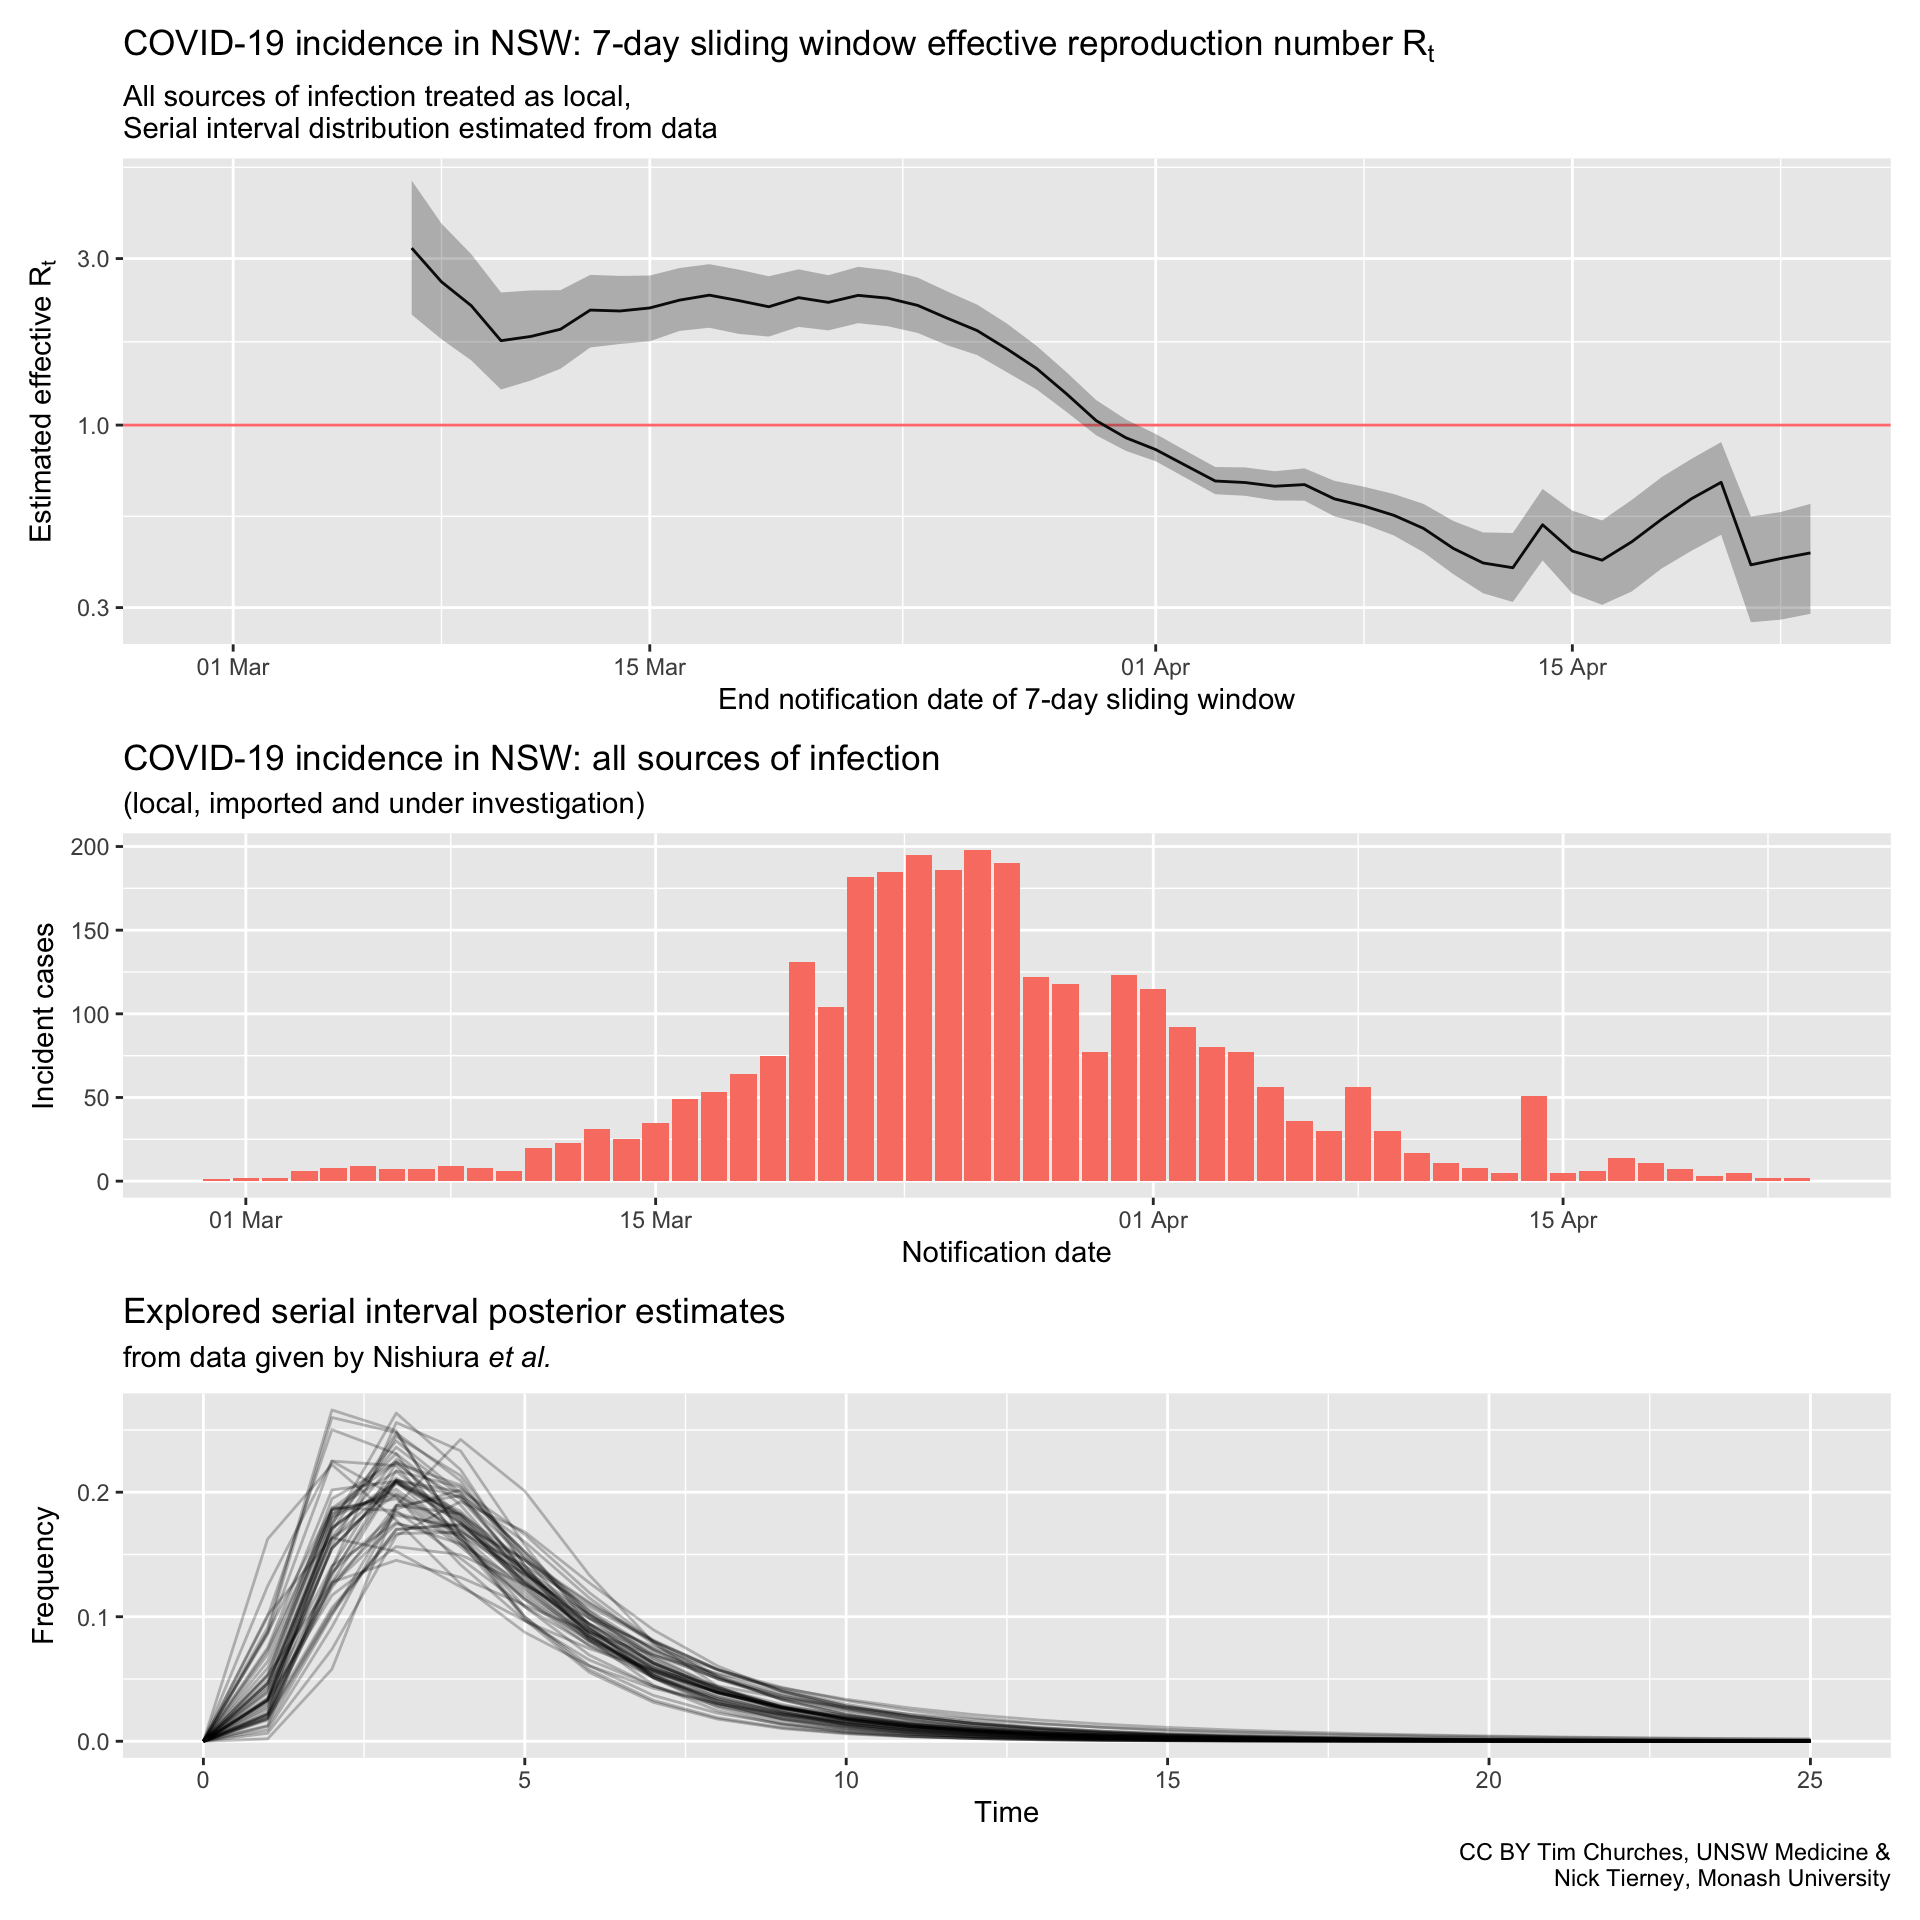 COVID-19 incidence in NSW: 7-day sliding window effective reproduction number Rt
All sources of infection treated as local,
Serial interval distribution estimated from data
Estimated effective Rt
3.0
1.0
0.3
01 Mar 15 Mar 01 Apr 15 Apr
End notification date of 7-day sliding window
COVID-19 incidence in NSW: all sources of infection
(local, imported and under investigation)
Incident cases
200
150
100
50
0
01 Mar 15 Mar 01 Apr 15 Apr
Notification date
Explored serial interval posterior estimates
from data given by Nishiura et al.
Frequency
0.2
0.1
0.0
0 5 10 15 20 25
Time
CC BY Tim Churches, UNSW Medicine &
Nick Tierney, Monash University